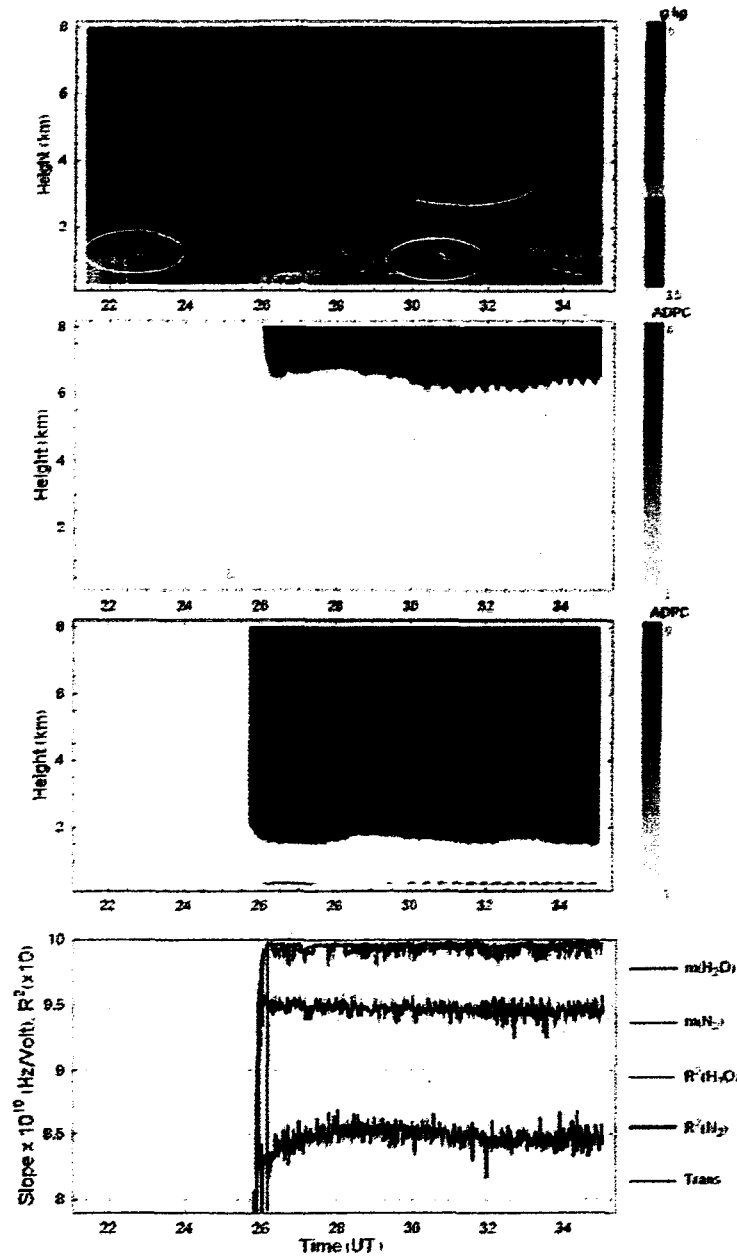 g kg
8
6
4
2
Height (km)
22 24 26 28 30 32 34
ADPC
8
6
4
2
Height (km)
22 24 26 28 30 32 34
ADPC
8
6
4
2
Height (km)
22 24 26 28 30 32 34
10
9.5
9
8.5
8
Slope x 10¹⁰ (Hz/Volt), R² (x10)
m(H₂O)
m(N₂)
R²(H₂O)
R²(N₂)
Trans
22 24 26 28 30 32 34
Time (UT)